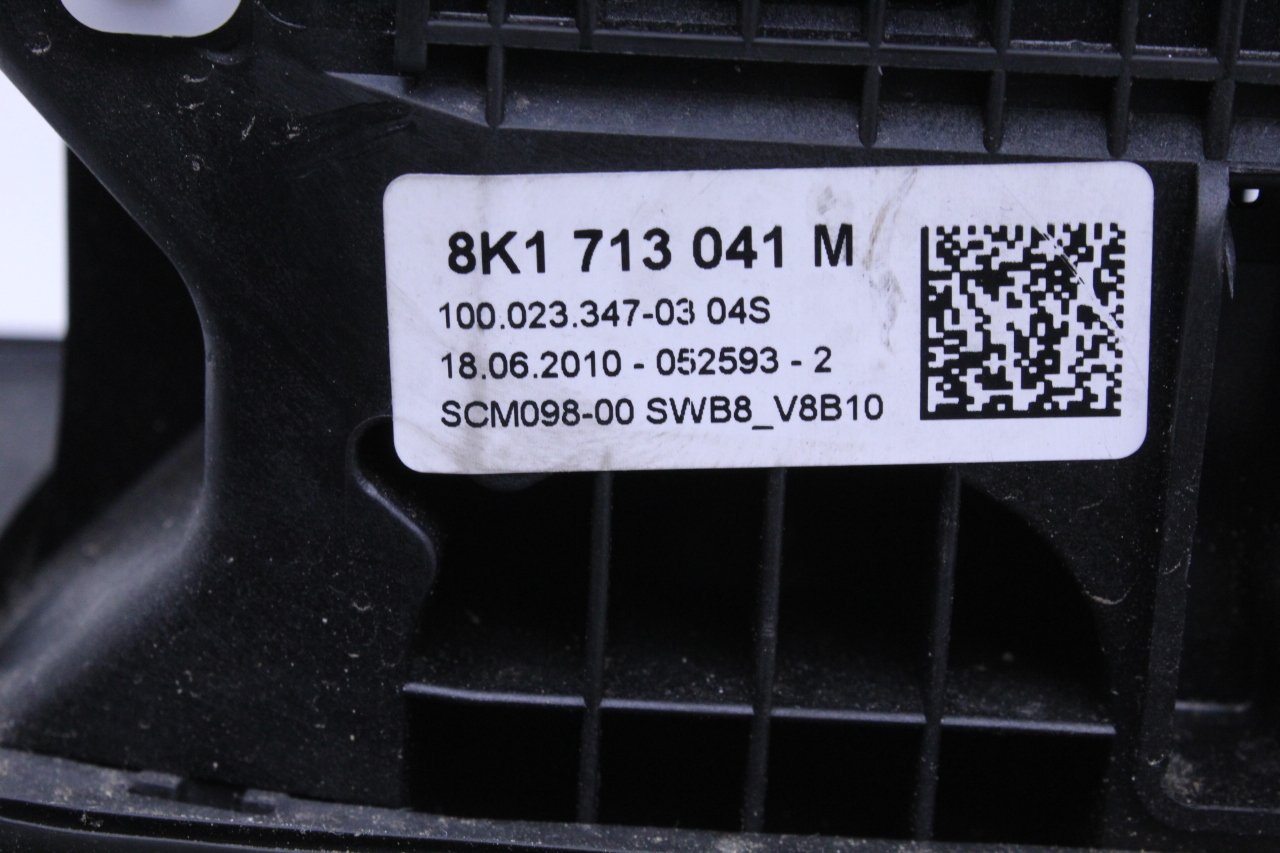 8K1 713 041 M
100.023.347-03 04S
18.06.2010 - 052593 - 2
SCM098-00 SWB8_V8B10